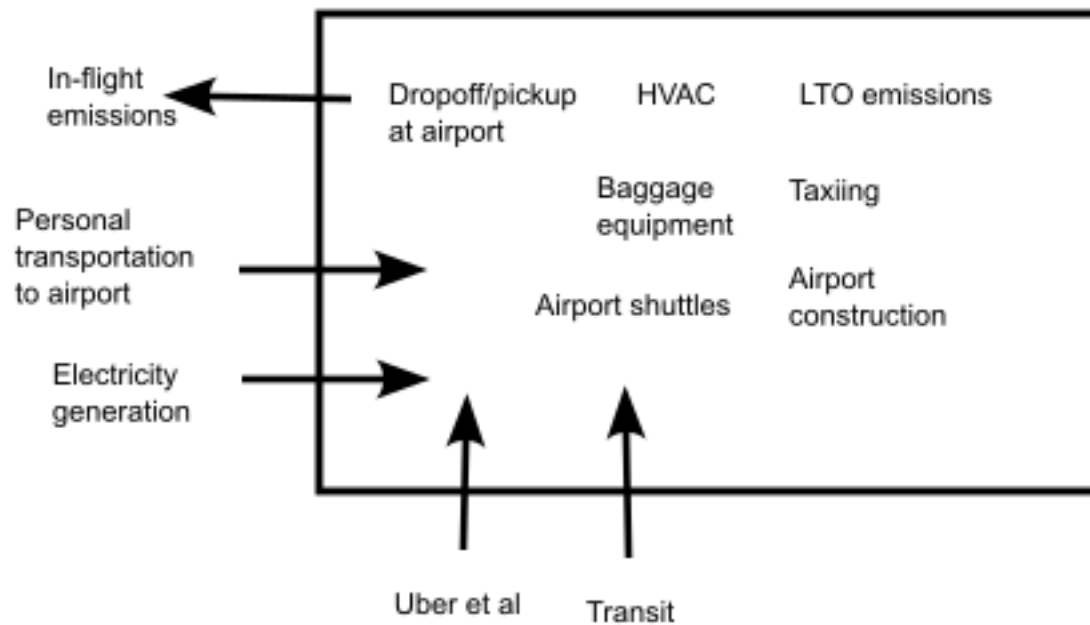 In-flight
emissions
Dropoff/pickup
at airport
HVAC
LTO emissions
Baggage
equipment
Taxiing
Personal
transportation
to airport
Airport shuttles
Airport
construction
Electricity
generation
Uber et al
Transit